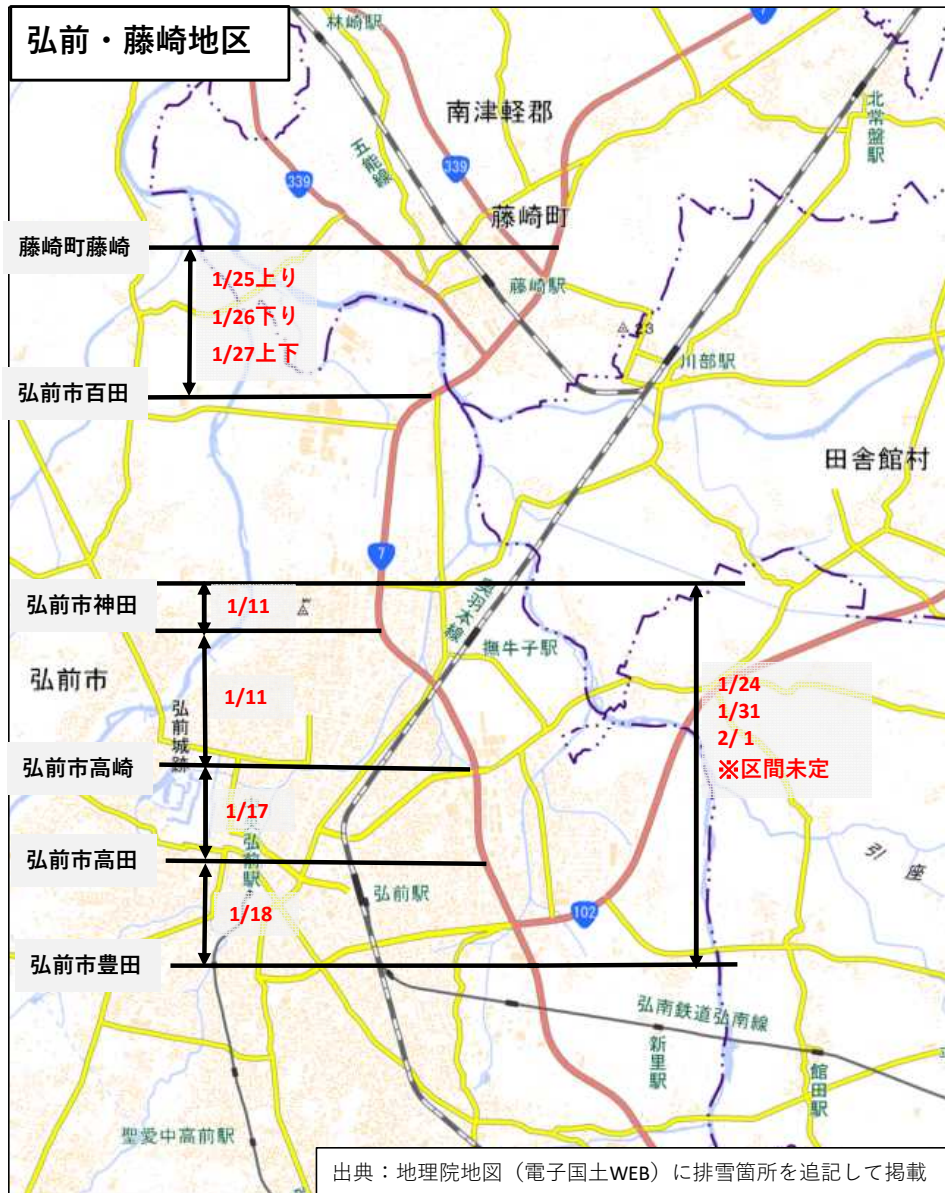 弘前・藤崎地区
林崎駅
7
南津軽郡
北常盤駅
五能線
339
339
藤崎町
藤崎町藤崎
1/25上り
1/26下り
1/27上下
藤崎駅
23
川部駅
弘前市百田
田舎館村
7
弘前市神田
1/11
奥羽本線
撫牛子駅
弘前市
1/11
弘前城跡
1/24
1/31
2/ 1
※区間未定
弘前市高崎
1/17
弘前市高田
弘前駅
弘前駅
引座
1/18
102
弘前市豊田
弘南鉄道弘南線
新里駅
館田駅
聖愛中高前駅
出典：地理院地図（電子国土WEB）に排雪箇所を追記して掲載